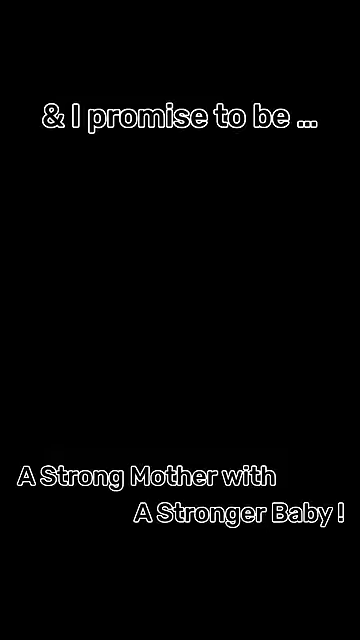 & I promise to be ...
A Strong Mother with
A Stronger Baby !